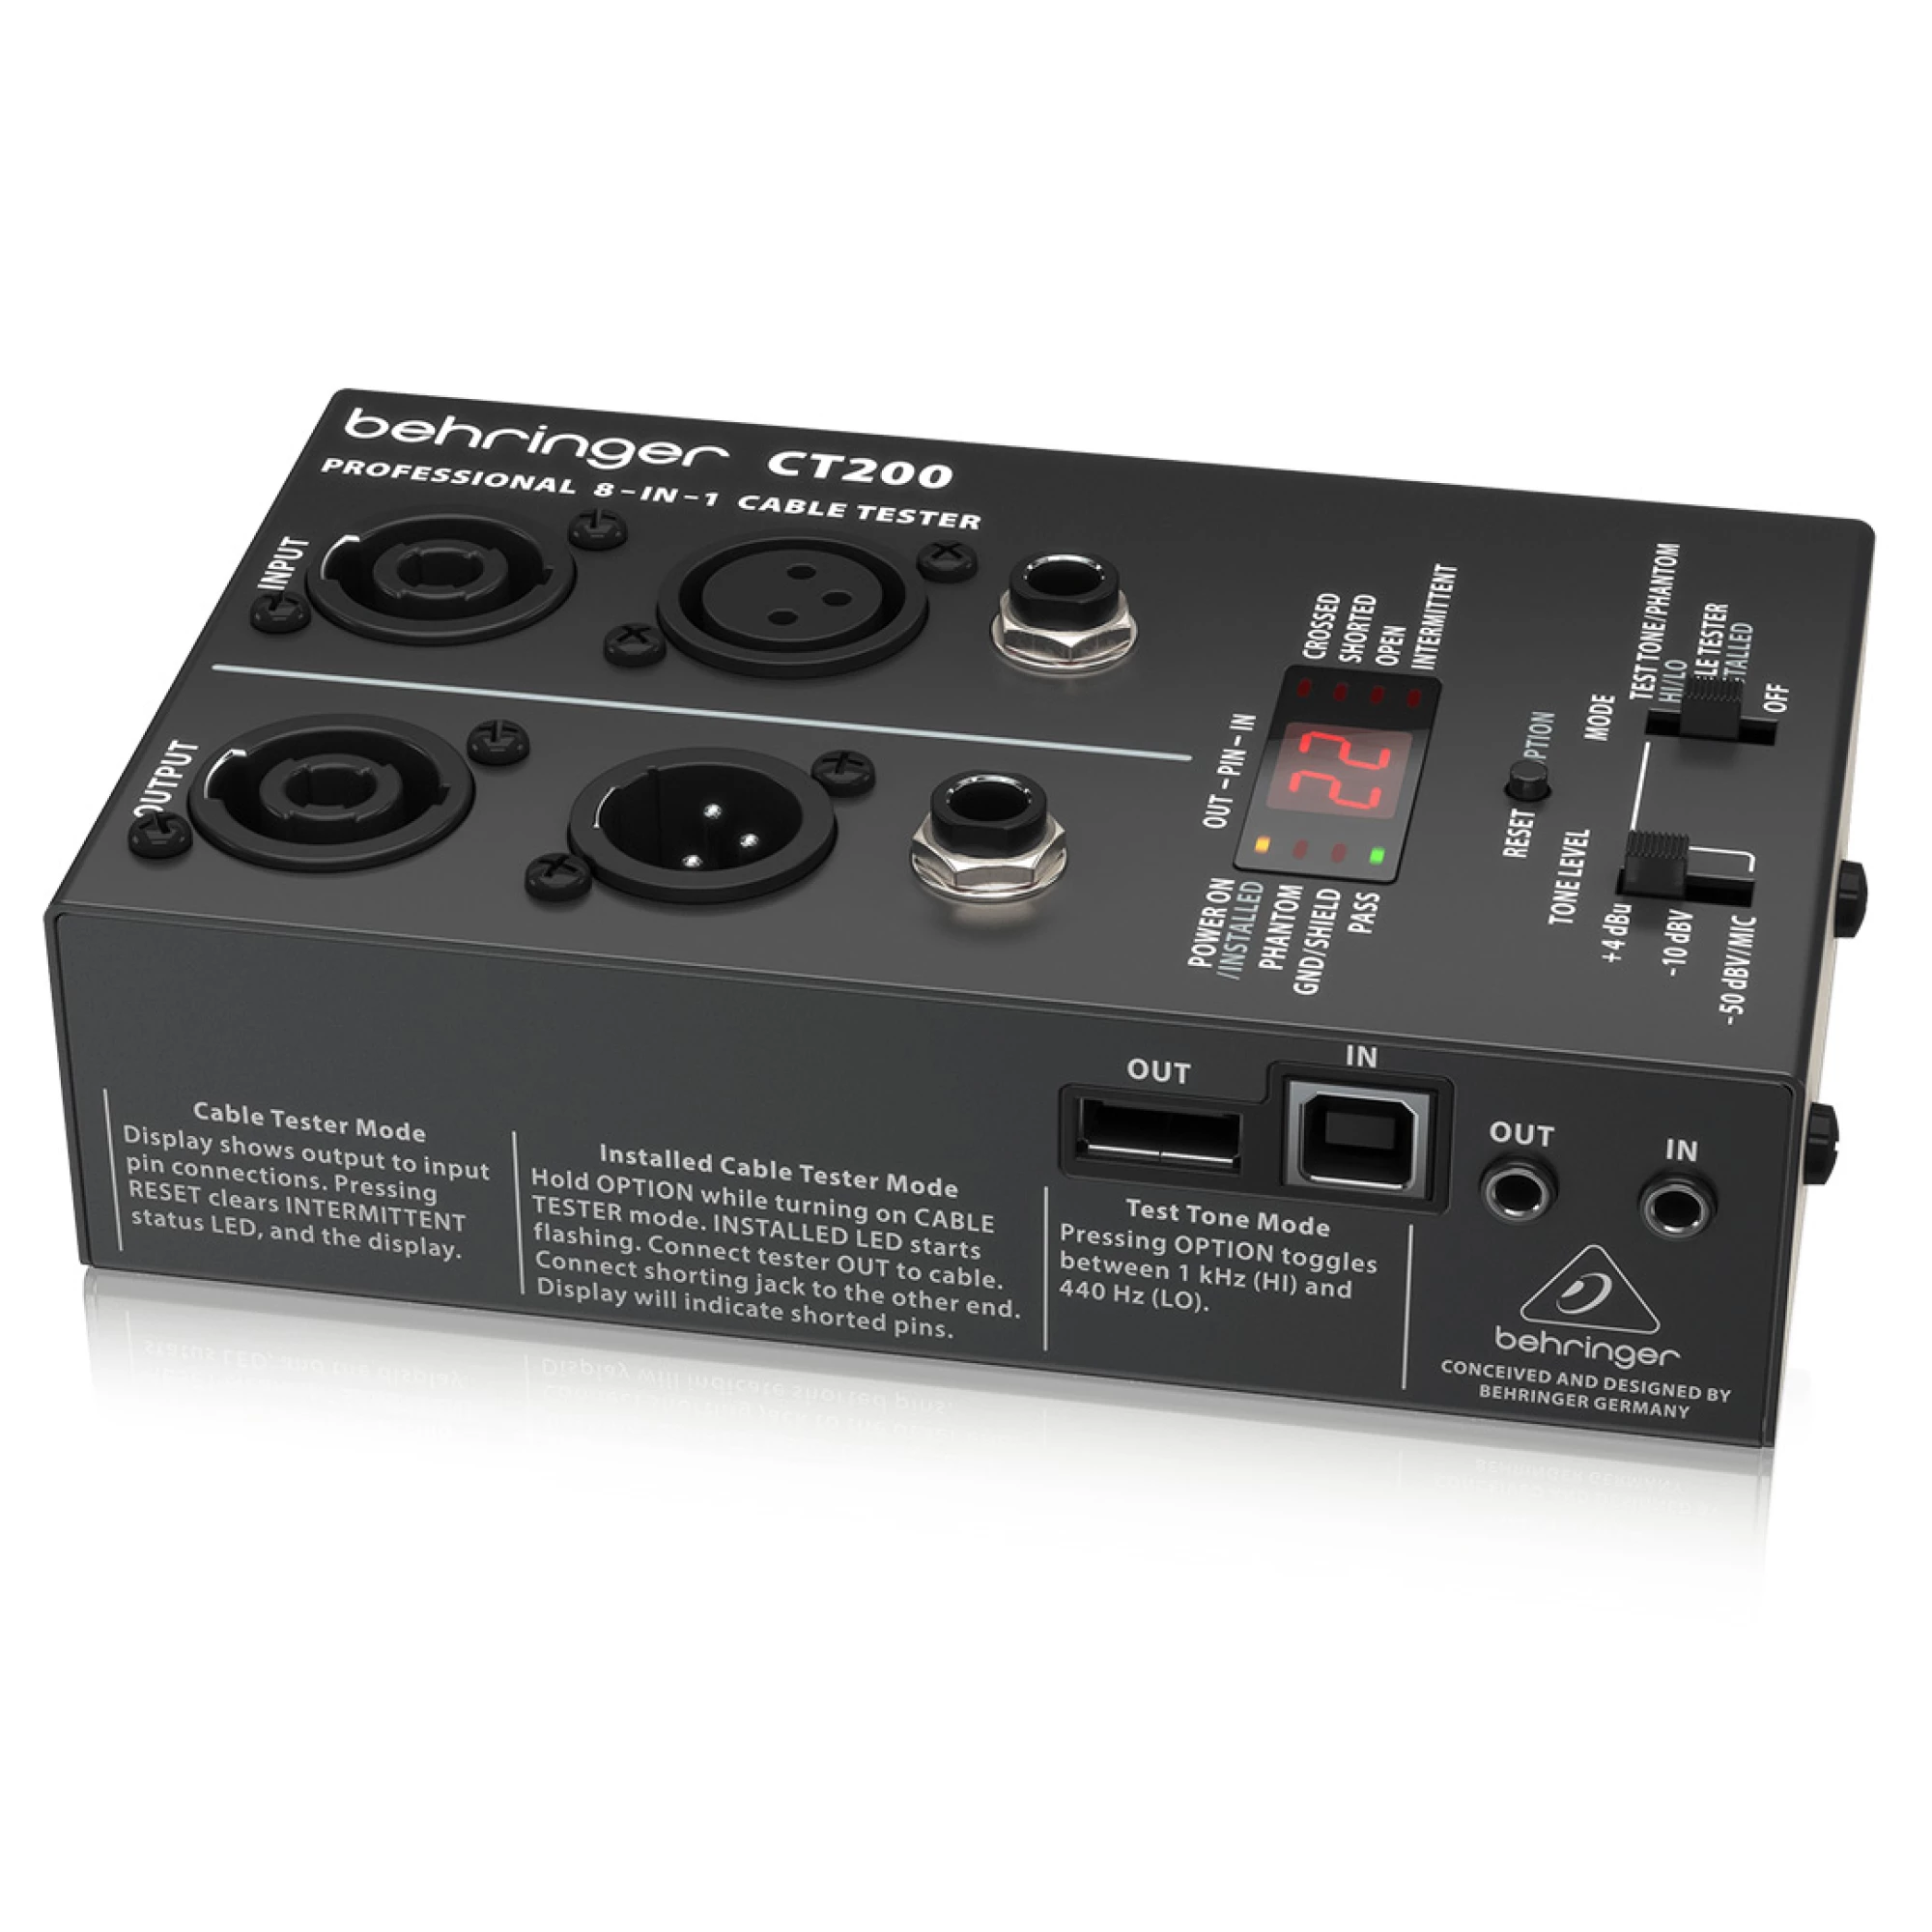 behringer CT200
PROFESSIONAL 8-IN-1 CABLE TESTER
INPUT
OUTPUT
CROSSED
SHORTED
OPEN
INTERMITTENT
OUT - PIN - IN
22
POWER ON
/INSTALLED
PHANTOM
GND/SHIELD
PASS
RESET
MODE
TEST TONE/PHANTOM
HI/LO
TESTER
OFF
TONE LEVEL
+4 dBu
-10 dBV
-50 dBV/MIC
Cable Tester Mode
Display shows output to input
pin connections. Pressing
RESET clears INTERMITTENT
status LED, and the display.
Installed Cable Tester Mode
Hold OPTION while turning on CABLE
TESTER mode. INSTALLED LED starts
flashing. Connect tester OUT to cable.
Connect shorting jack to the other end.
Display will indicate shorted pins.
OUT
IN
Test Tone Mode
Pressing OPTION toggles
between 1 kHz (HI) and
440 Hz (LO).
OUT
IN
behringer
CONCEIVED AND DESIGNED BY
BEHRINGER GERMANY